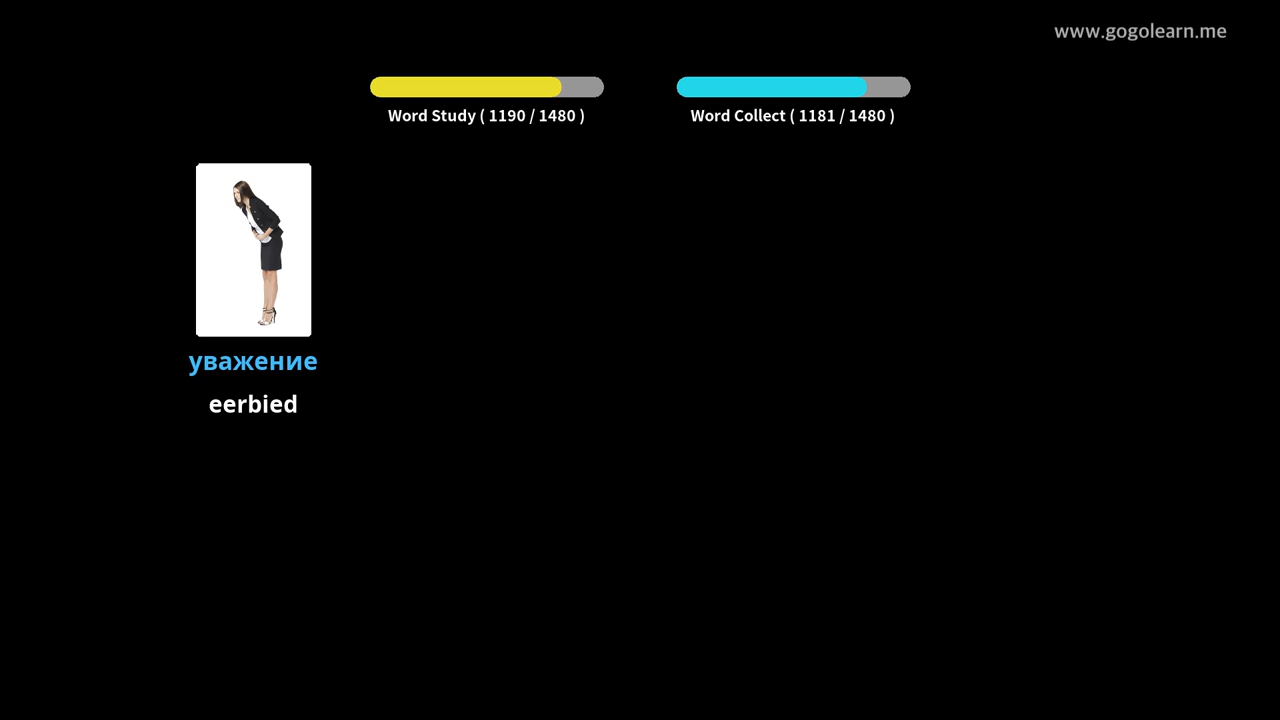 www.gogolearn.me
Word Study ( 1190 / 1480 )
Word Collect ( 1181 / 1480 )
уважение
eerbied